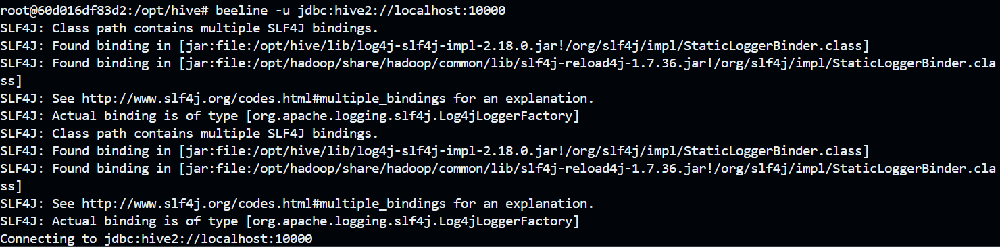 root@60d016df83d2:/opt/hive# beeline -u jdbc:hive2://localhost:10000
SLF4J: Class path contains multiple SLF4J bindings.
SLF4J: Found binding in [jar:file:/opt/hive/lib/log4j-slf4j-impl-2.18.0.jar!/org/slf4j/impl/StaticLoggerBinder.class]
SLF4J: Found binding in [jar:file:/opt/hadoop/share/hadoop/common/lib/slf4j-reload4j-1.7.36.jar!/org/slf4j/impl/StaticLoggerBinder.cla
ss]
SLF4J: See http://www.slf4j.org/codes.html#multiple_bindings for an explanation.
SLF4J: Actual binding is of type [org.apache.logging.slf4j.Log4jLoggerFactory]
SLF4J: Class path contains multiple SLF4J bindings.
SLF4J: Found binding in [jar:file:/opt/hive/lib/log4j-slf4j-impl-2.18.0.jar!/org/slf4j/impl/StaticLoggerBinder.class]
SLF4J: Found binding in [jar:file:/opt/hadoop/share/hadoop/common/lib/slf4j-reload4j-1.7.36.jar!/org/slf4j/impl/StaticLoggerBinder.cla
ss]
SLF4J: See http://www.slf4j.org/codes.html#multiple_bindings for an explanation.
SLF4J: Actual binding is of type [org.apache.logging.slf4j.Log4jLoggerFactory]
Connecting to jdbc:hive2://localhost:10000